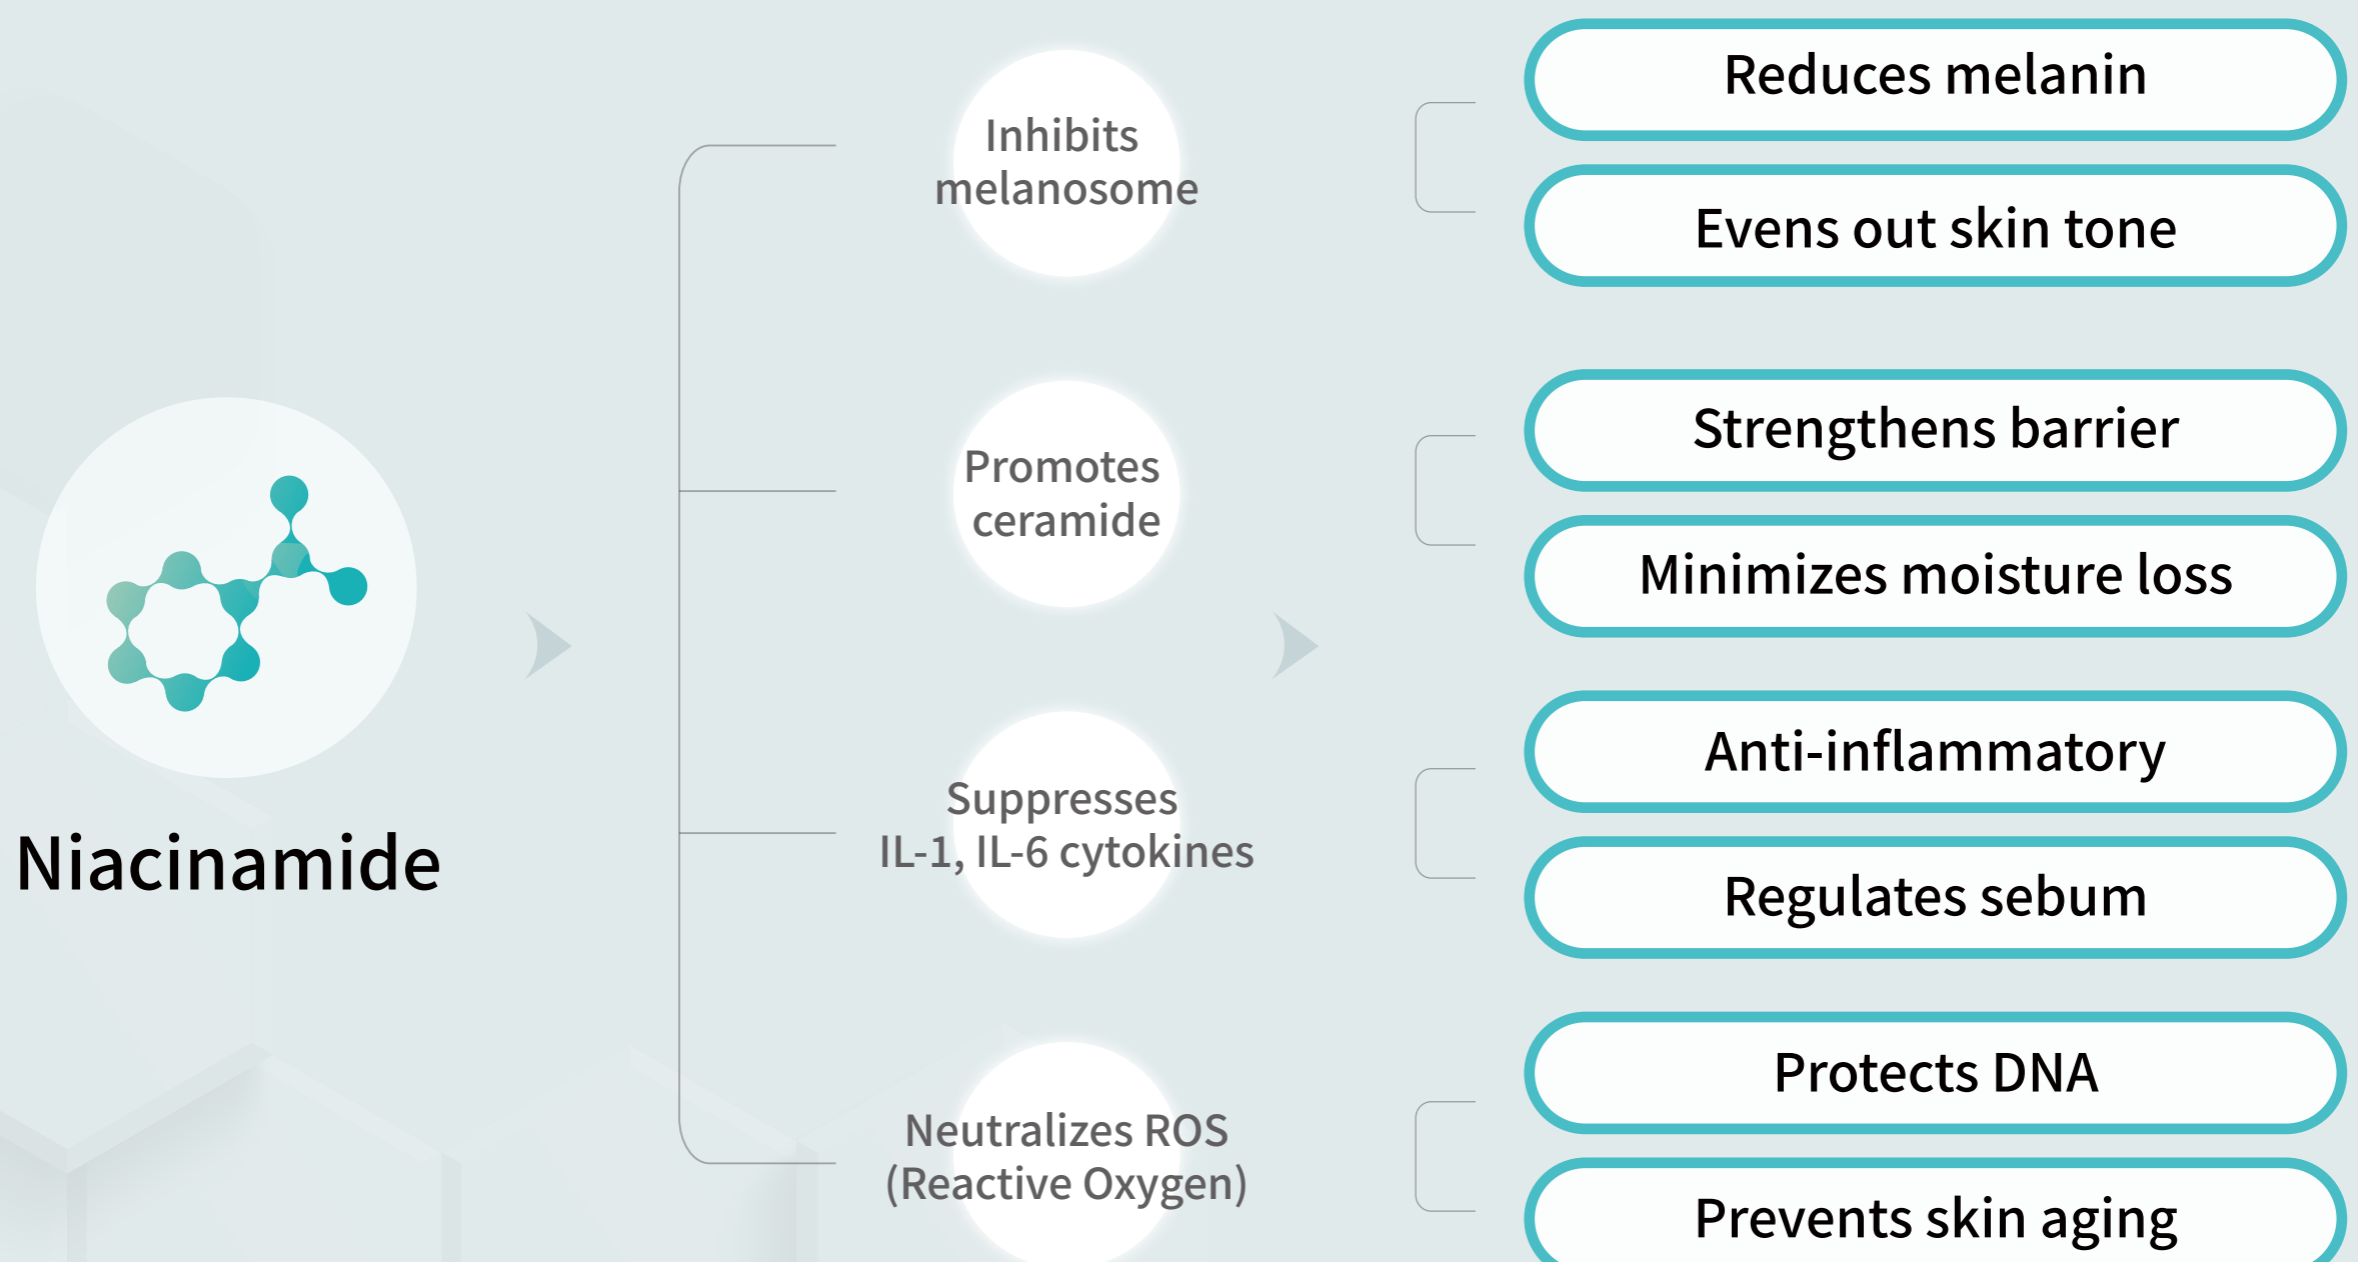 Niacinamide
Inhibits
melanosome
Reduces melanin
Evens out skin tone
Promotes
ceramide
Strengthens barrier
Minimizes moisture loss
Suppresses
IL-1, IL-6 cytokines
Anti-inflammatory
Regulates sebum
Neutralizes ROS
(Reactive Oxygen)
Protects DNA
Prevents skin aging